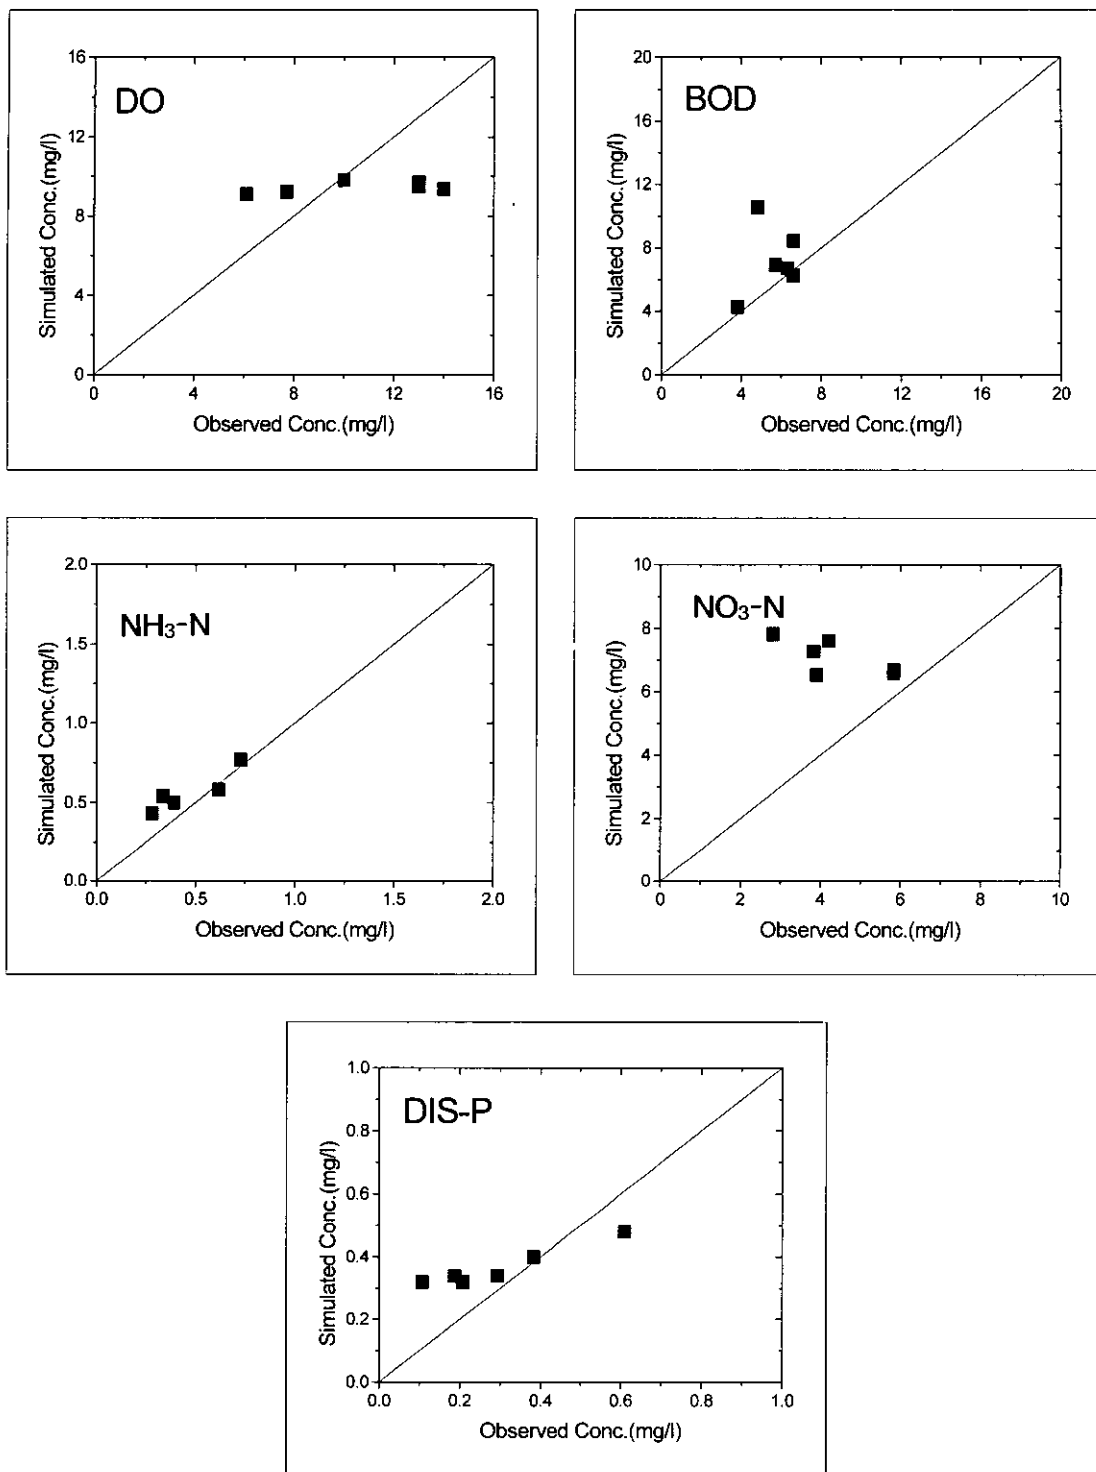 DO
16
12
8
4
0
0 4 8 12 16
Simulated Conc.(mg/l)
Observed Conc.(mg/l)
BOD
20
16
12
8
4
0
0 4 8 12 16 20
Simulated Conc.(mg/l)
Observed Conc.(mg/l)
NH₃-N
2.0
1.5
1.0
0.5
0.0
0.0 0.5 1.0 1.5 2.0
Simulated Conc.(mg/l)
Observed Conc.(mg/l)
NO₃-N
10
8
6
4
2
0
0 2 4 6 8 10
Simulated Conc.(mg/l)
Observed Conc.(mg/l)
DIS-P
1.0
0.8
0.6
0.4
0.2
0.0
0.0 0.2 0.4 0.6 0.8 1.0
Simulated Conc.(mg/l)
Observed Conc.(mg/l)